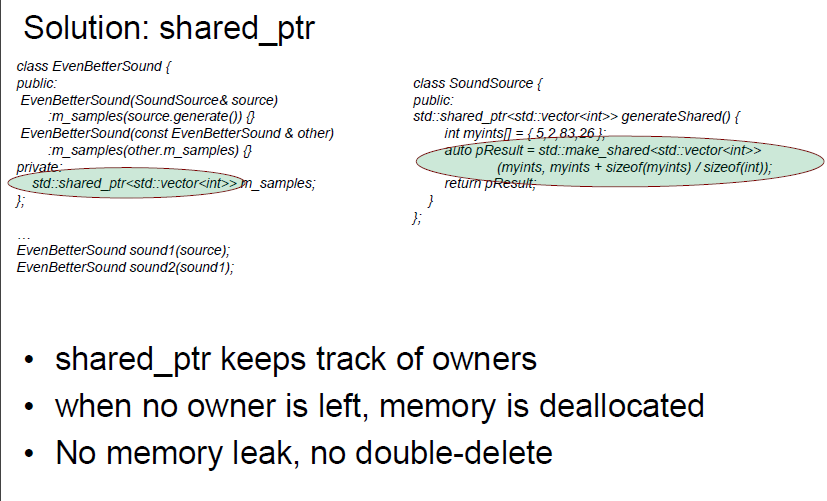 Solution: shared_ptr
class EvenBetterSound {
public:
EvenBetterSound(SoundSource& source)
:m_samples(source.generate()) {}
EvenBetterSound(const EvenBetterSound & other)
:m_samples(other.m_samples) {}
private:
std::shared_ptr<std::vector<int>> m_samples;
};
...
EvenBetterSound sound1(source);
EvenBetterSound sound2(sound1);
class SoundSource {
public:
std::shared_ptr<std::vector<int>> generateShared() {
int myints[] = { 5,2,83,26 };
auto pResult = std::make_shared<std::vector<int>>
(myints, myints + sizeof(myints) / sizeof(int));
return pResult;
}
};
• shared_ptr keeps track of owners
• when no owner is left, memory is deallocated
• No memory leak, no double-delete